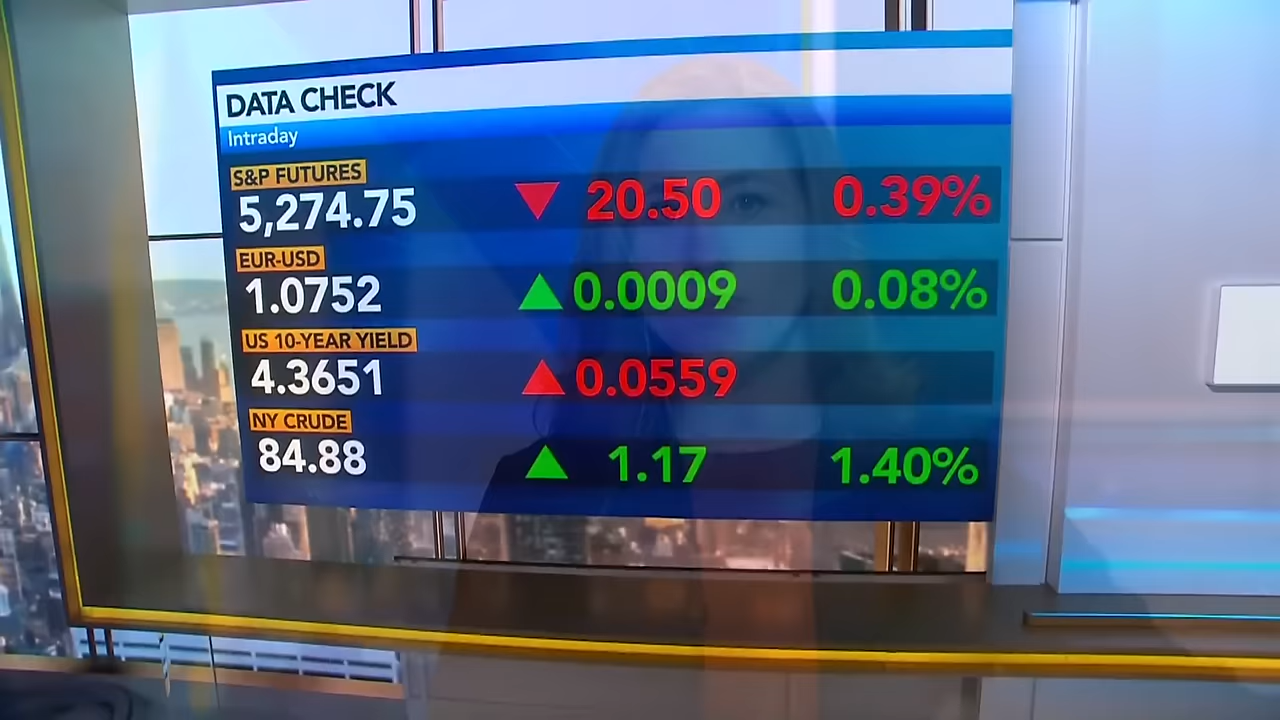 DATA CHECK
Intraday
S&P FUTURES
5,274.75 ▼ 20.50 0.39%
EUR-USD
1.0752 ▲ 0.0009 0.08%
US 10-YEAR YIELD
4.3651 ▲ 0.0559
NY CRUDE
84.88 ▲ 1.17 1.40%